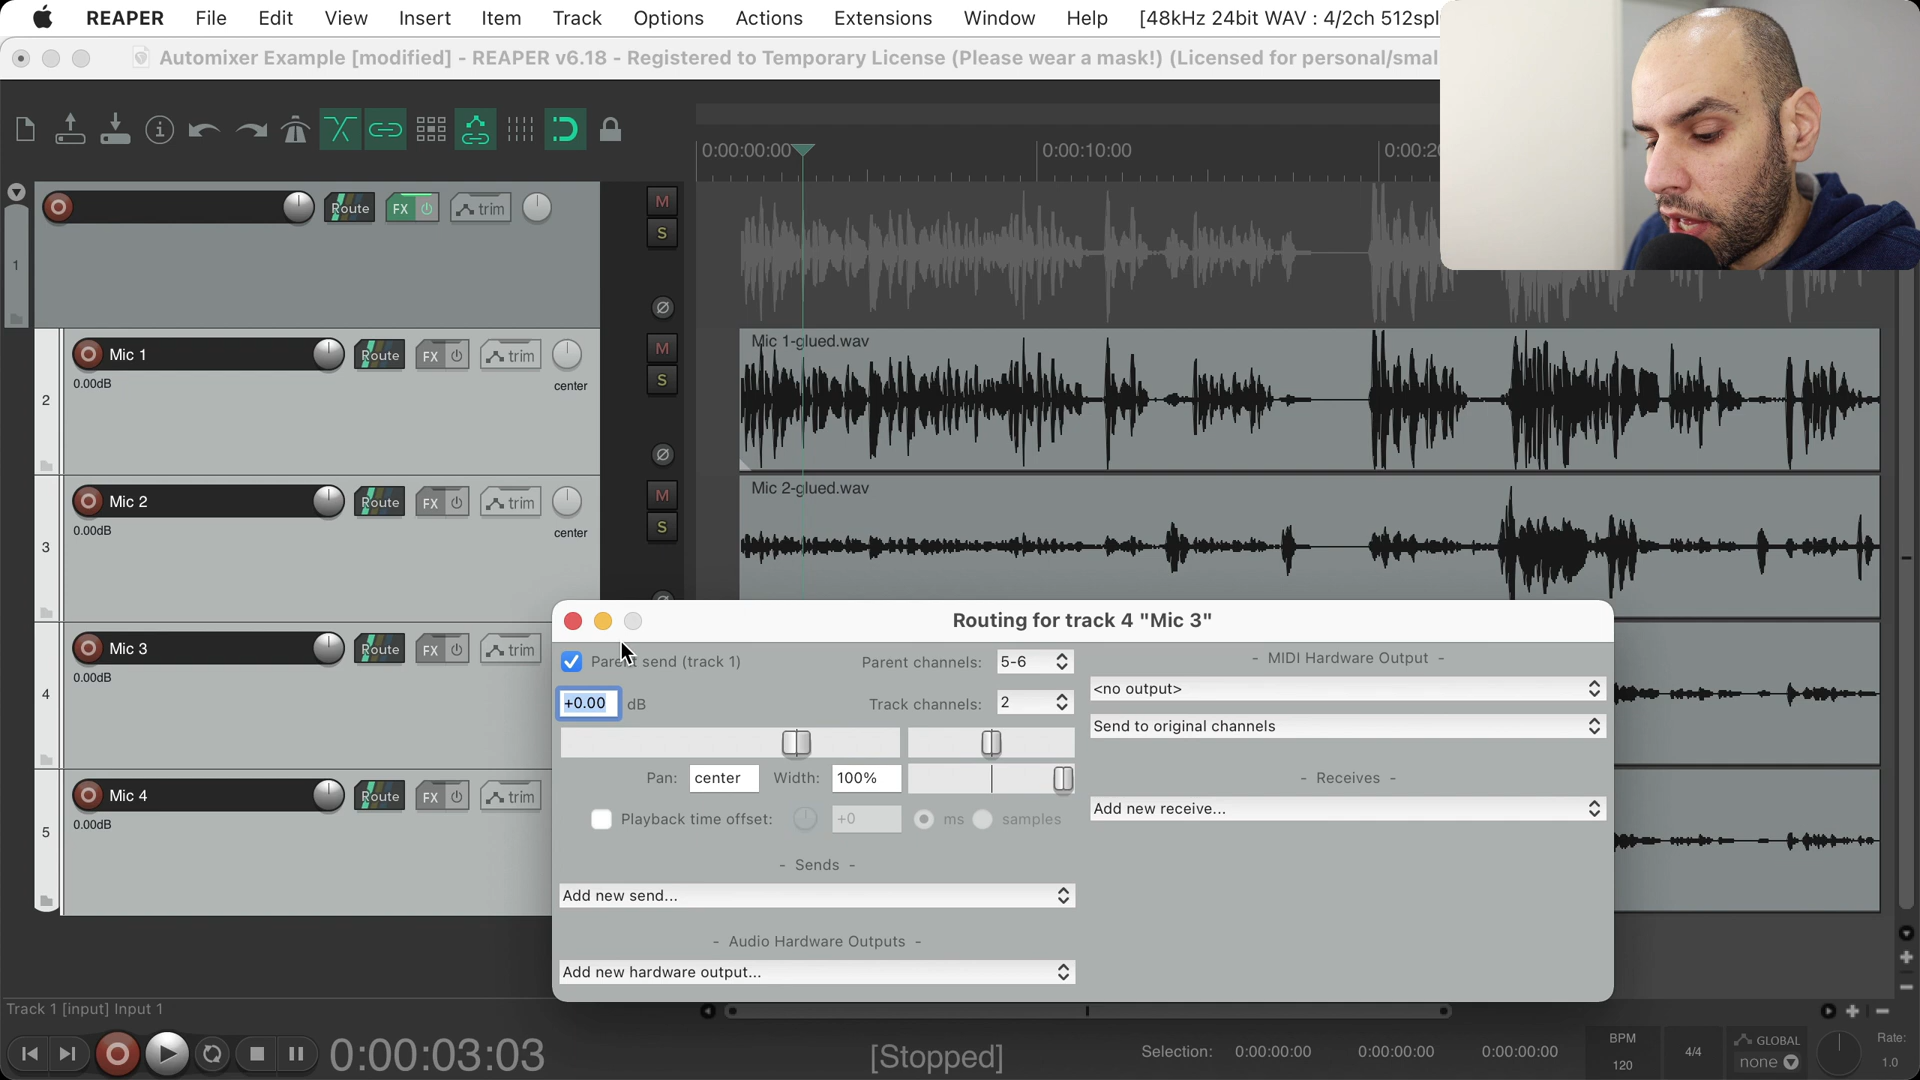 REAPER File Edit View Insert Item Track Options Actions Extensions Window Help [48kHz 24bit WAV : 4/2ch 512spl
Automixer Example [modified] - REAPER v6.18 - Registered to Temporary License (Please wear a mask!) (Licensed for personal/smal
0:00:00:00 0:00:10:00 0:00:20
Route FX trim M
S
1
Mic 1 Route FX trim M Mic 1-glued.wav
0.00dB center S
2
Mic 2 Route FX trim M Mic 2-glued.wav
0.00dB center S
3
Routing for track 4 "Mic 3"
Mic 3 Route FX trim
0.00dB
4
Parent send (track 1) Parent channels: 5-6 - MIDI Hardware Output -
<no output>
+0.00 dB Track channels: 2
Send to original channels
Pan: center Width: 100% - Receives -
Mic 4 Route FX trim
0.00dB
5
Playback time offset: +0 ms samples Add new receive...
- Sends -
Add new send...
- Audio Hardware Outputs -
Add new hardware output...
Track 1 [input] Input 1
0:00:03:03 [Stopped] Selection: 0:00:00:00 0:00:00:00 0:00:00:00 BPM 120 4/4 GLOBAL none Rate: 1.0